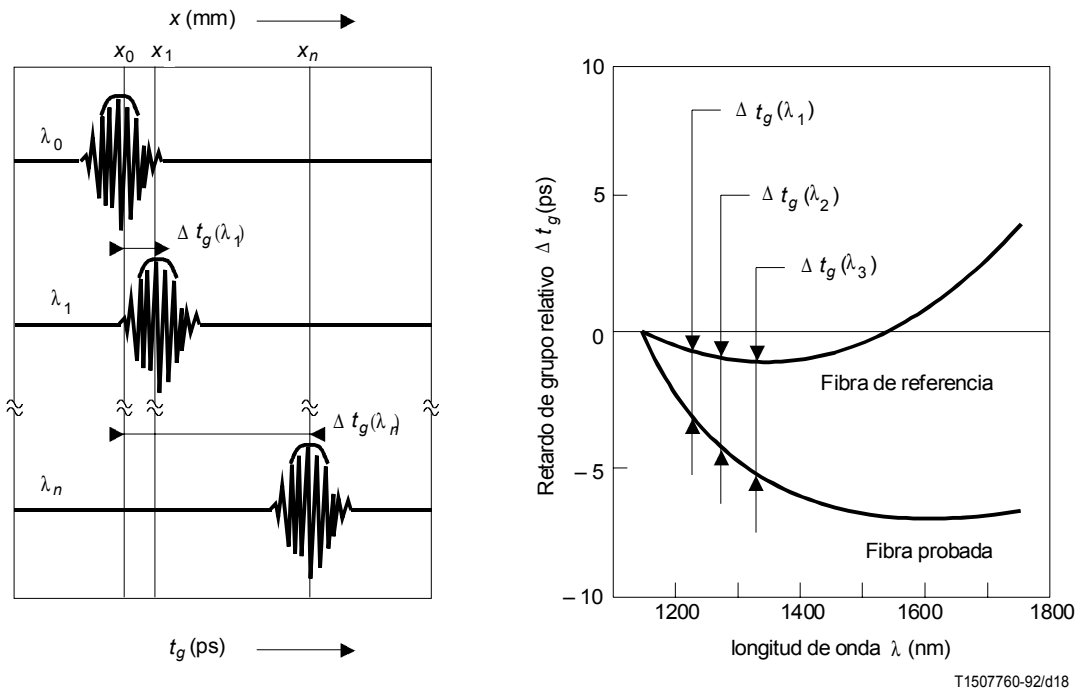 x (mm)
x0 x1 xn
λ0
Δ tg(λ1)
λ1
Δ tg(λn)
λn
tg (ps)
Retardo de grupo relativo Δ tg(ps)
10
5
0
– 5
– 10
Δ tg(λ1)
Δ tg(λ2)
Δ tg(λ3)
Fibra de referencia
Fibra probada
1200 1400 1600 1800
longitud de onda λ (nm)
T1507760-92/d18